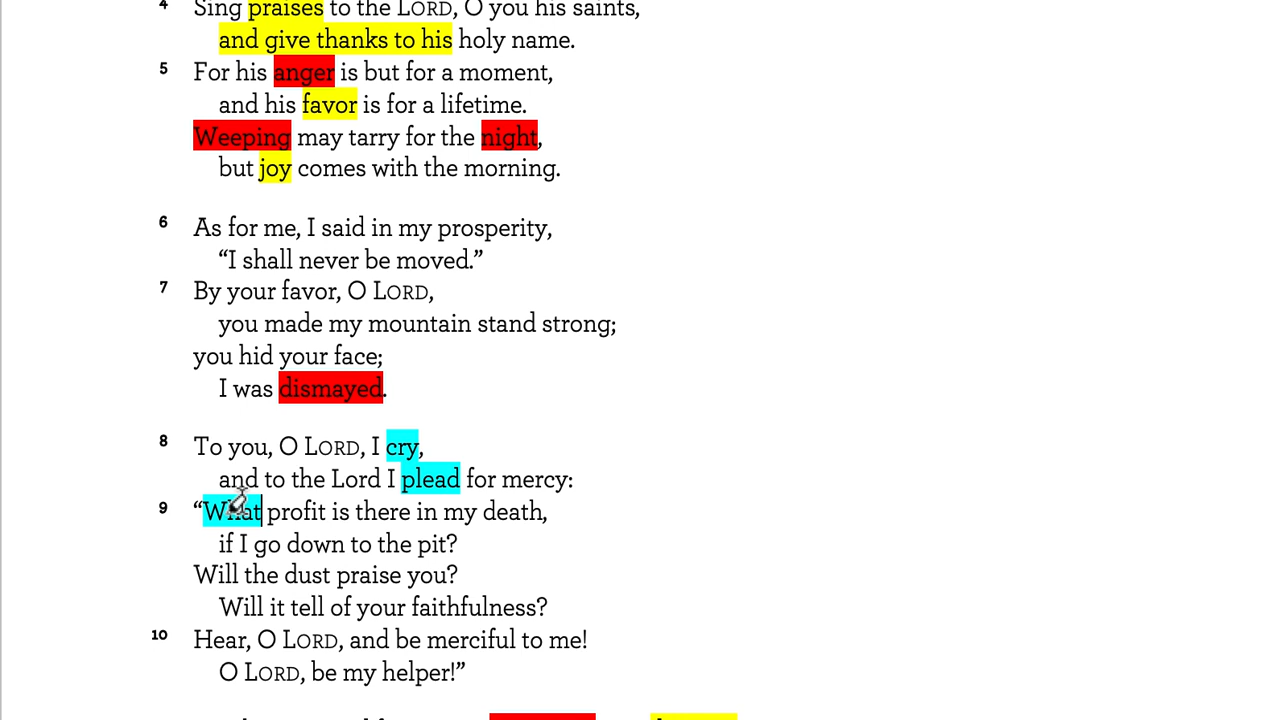 4 Sing praises to the LORD, O you his saints,
and give thanks to his holy name.
5 For his anger is but for a moment,
and his favor is for a lifetime.
Weeping may tarry for the night,
but joy comes with the morning.
6 As for me, I said in my prosperity,
“I shall never be moved.”
7 By your favor, O LORD,
you made my mountain stand strong;
you hid your face;
I was dismayed.
8 To you, O LORD, I cry,
and to the Lord I plead for mercy:
9 “What profit is there in my death,
if I go down to the pit?
Will the dust praise you?
Will it tell of your faithfulness?
10 Hear, O LORD, and be merciful to me!
O LORD, be my helper!”